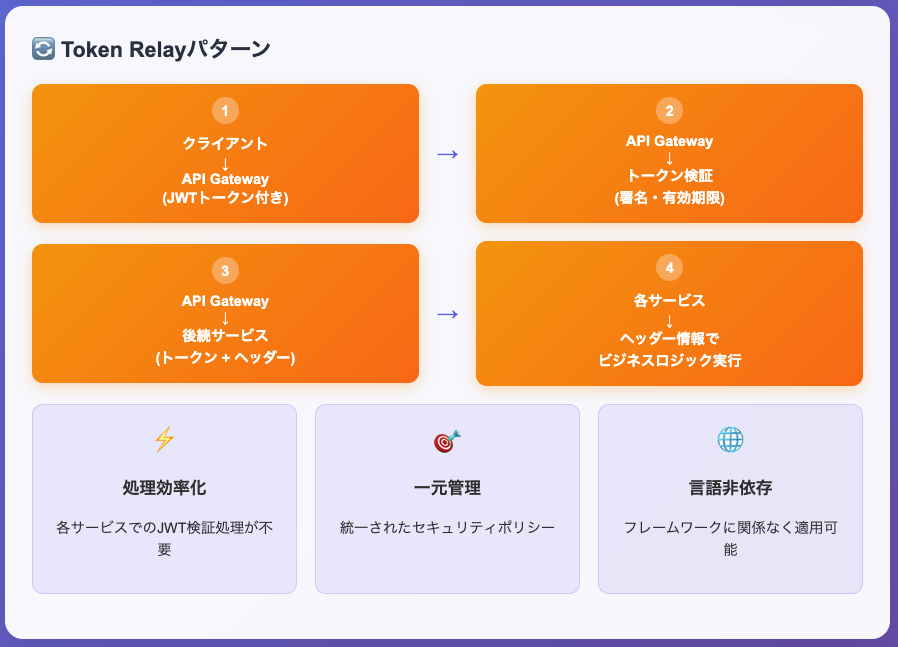 Token Relayパターン
1
クライアント
↓
API Gateway
(JWTトークン付き)
→
2
API Gateway
↓
トークン検証
(署名・有効期限)
3
API Gateway
↓
後続サービス
(トークン + ヘッダー)
→
4
各サービス
↓
ヘッダー情報で
ビジネスロジック実行
処理効率化
各サービスでのJWT検証処理が不
要
一元管理
統一されたセキュリティポリシー
言語非依存
フレームワークに関係なく適用可
能